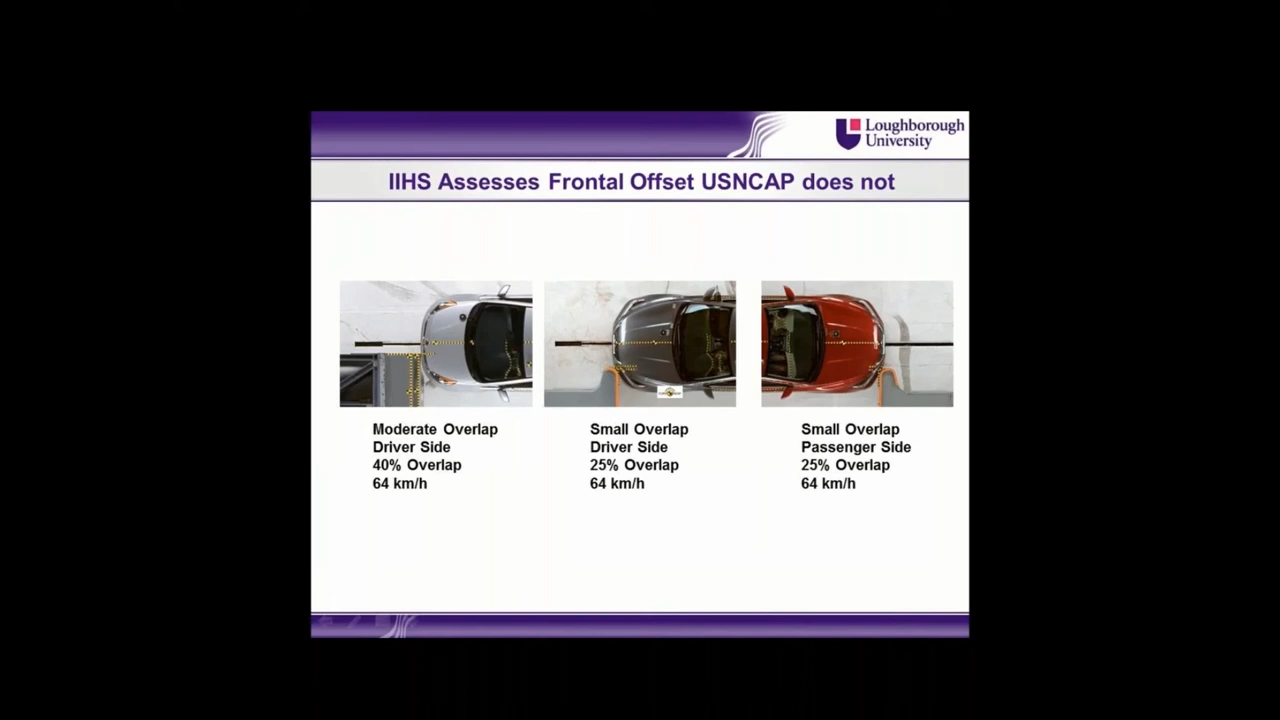 Loughborough
University
IIHS Assesses Frontal Offset USNCAP does not
Moderate Overlap
Driver Side
40% Overlap
64 km/h
Small Overlap
Driver Side
25% Overlap
64 km/h
Small Overlap
Passenger Side
25% Overlap
64 km/h